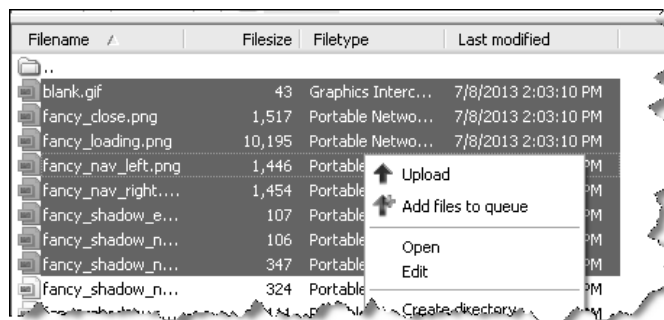 Filename Filesize Filetype Last modified
..
blank.gif 43 Graphics Interc... 7/8/2013 2:03:10 PM
fancy_close.png 1,517 Portable Netwo... 7/8/2013 2:03:10 PM
fancy_loading.png 10,195 Portable Netwo... 7/8/2013 2:03:10 PM
fancy_nav_left.png 1,446 Portable PM
Upload
fancy_nav_right.... 1,454 Portable PM
Add files to queue
fancy_shadow_e... 107 Portable PM
fancy_shadow_n... 106 Portable PM
Open
fancy_shadow_n... 347 Portable PM
Edit
fancy_shadow_n... 324 Portable PM
Create directory